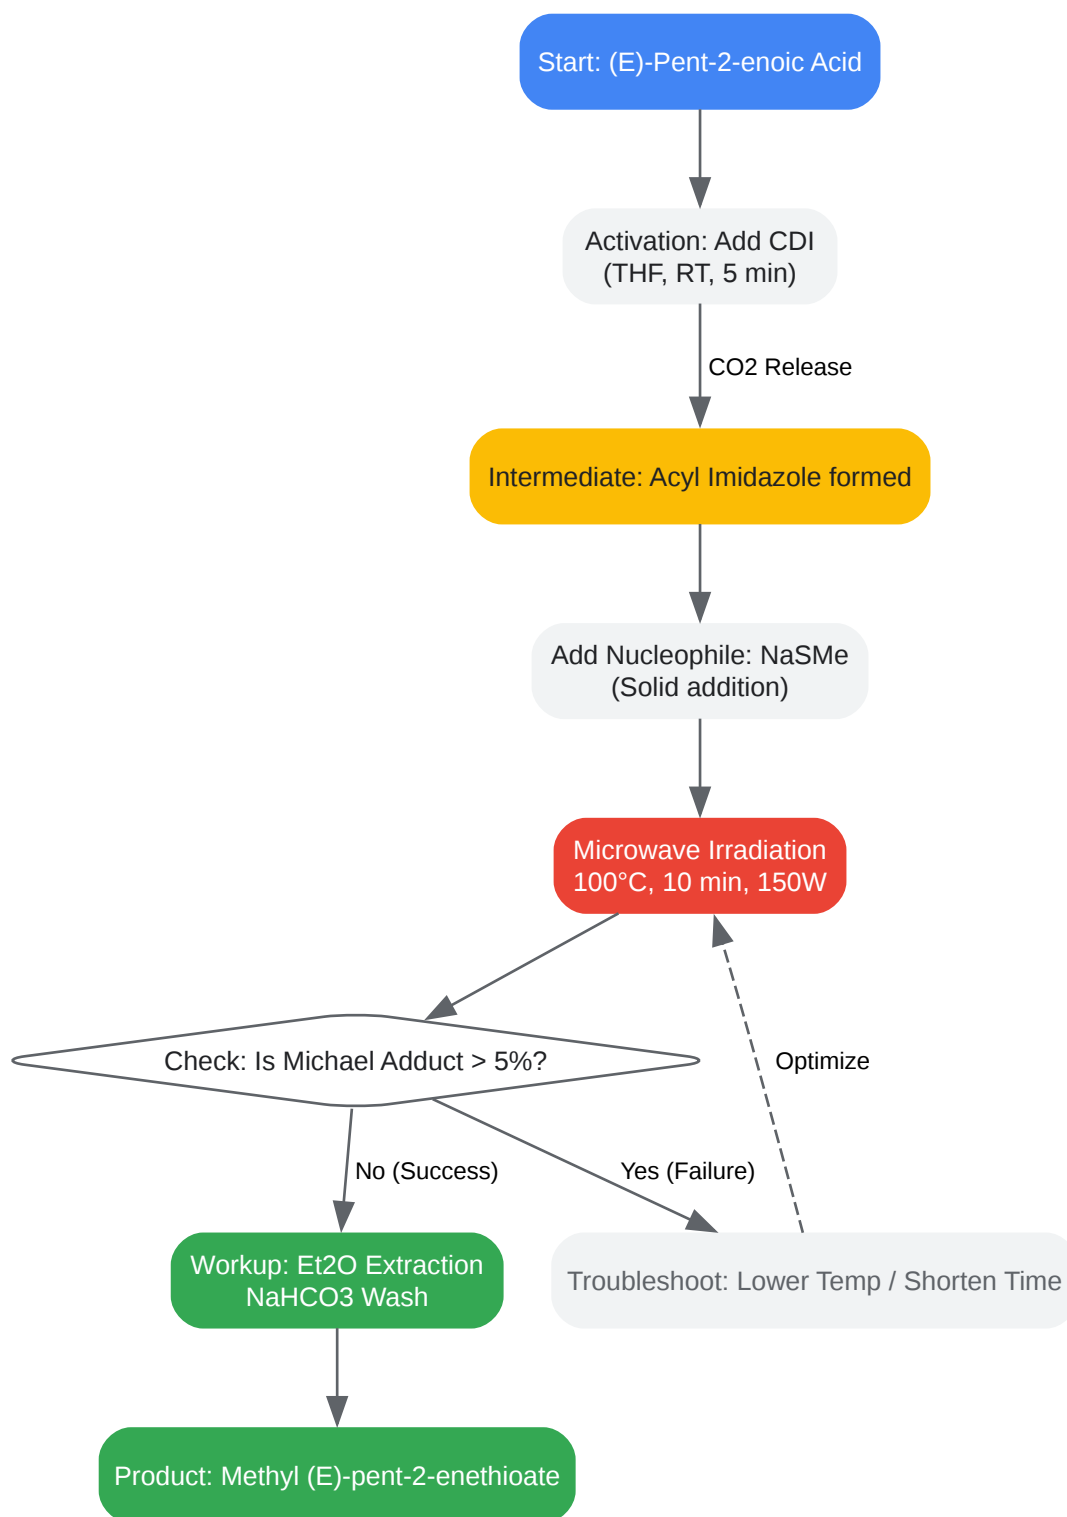 Start: (E)-Pent-2-enoic Acid
Activation: Add CDI
(THF, RT, 5 min)
CO2 Release
Intermediate: Acyl Imidazole formed
Add Nucleophile: NaSMe
(Solid addition)
Microwave Irradiation
100°C, 10 min, 150W
Check: Is Michael Adduct > 5%?
Optimize
No (Success)
Yes (Failure)
Workup: Et2O Extraction
NaHCO3 Wash
Troubleshoot: Lower Temp / Shorten Time
Product: Methyl (E)-pent-2-enethioate